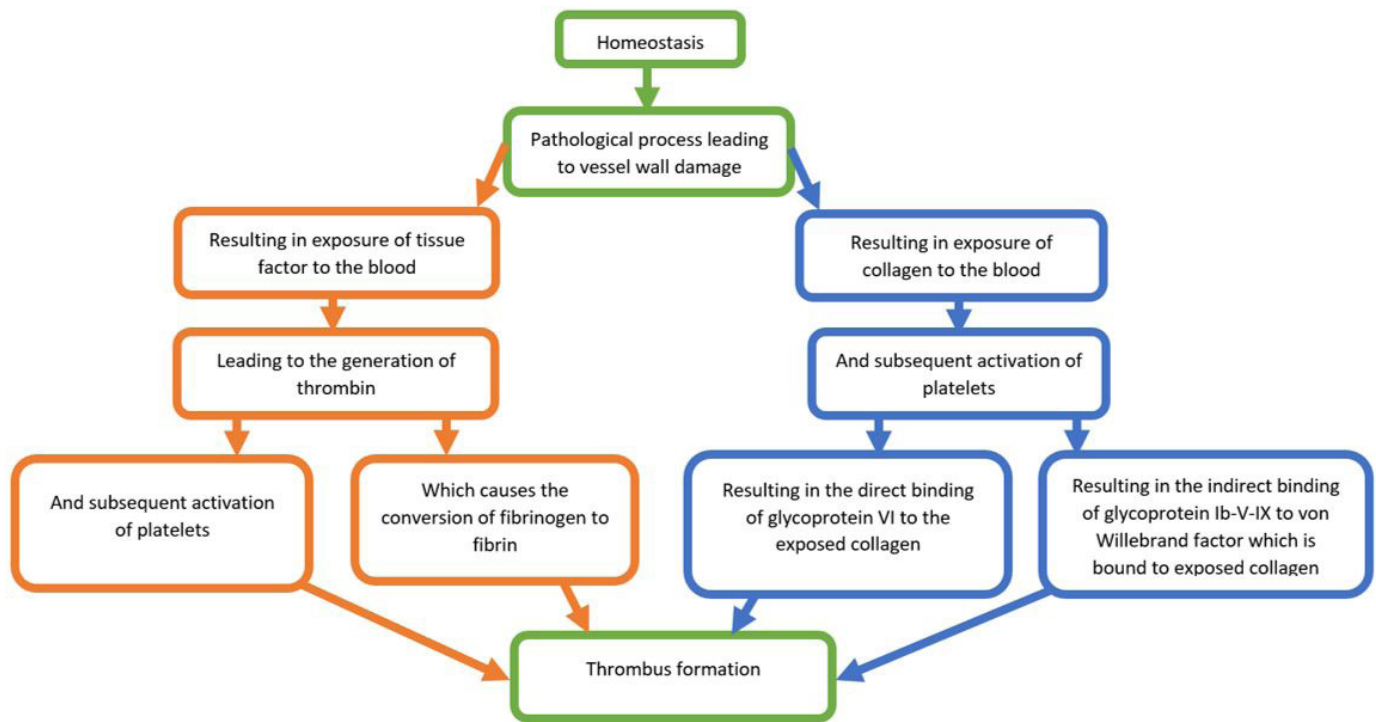 Homeostasis
Pathological process leading
to vessel wall damage
Resulting in exposure of tissue
factor to the blood
Resulting in exposure of
collagen to the blood
Leading to the generation of
thrombin
And subsequent activation of
platelets
And subsequent activation
of platelets
Which causes the
conversion of fibrinogen to
fibrin
Resulting in the direct binding
of glycoprotein VI to the
exposed collagen
Resulting in the indirect binding
of glycoprotein Ib-V-IX to von
Willebrand factor which is
bound to exposed collagen
Thrombus formation